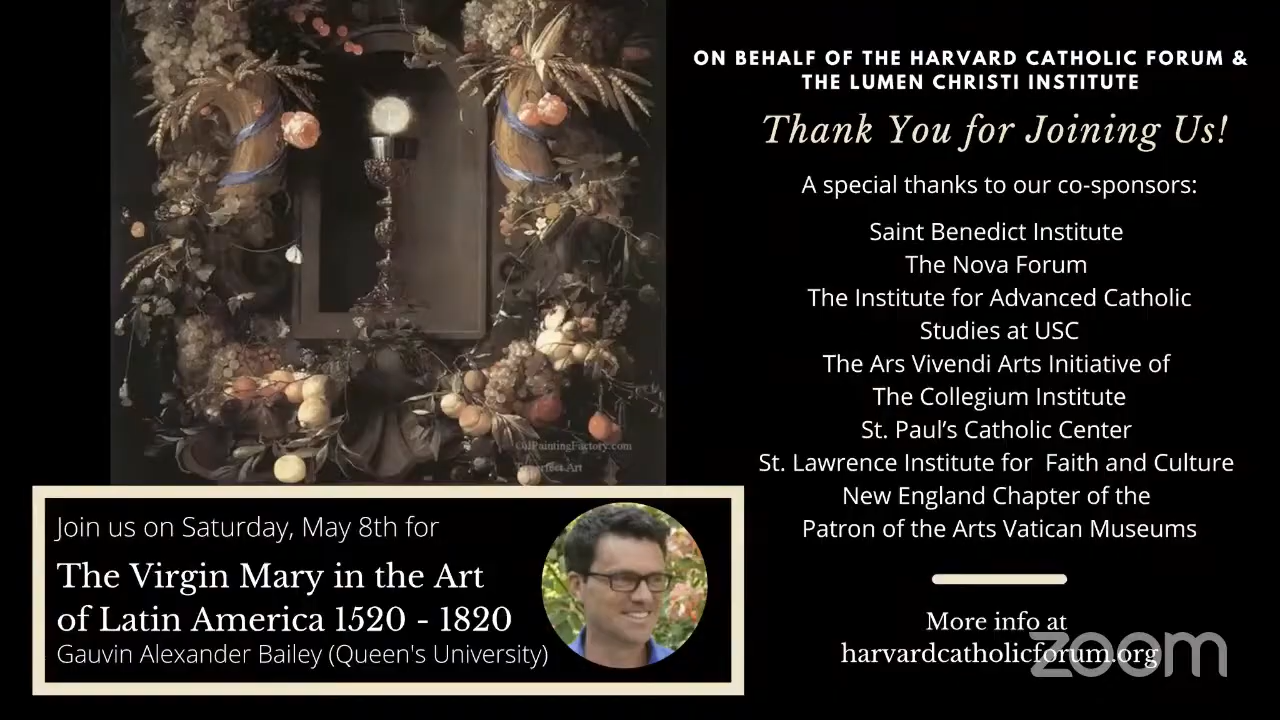 ON BEHALF OF THE HARVARD CATHOLIC FORUM &
THE LUMEN CHRISTI INSTITUTE
Thank You for Joining Us!
A special thanks to our co-sponsors:
Saint Benedict Institute
The Nova Forum
The Institute for Advanced Catholic
Studies at USC
The Ars Vivendi Arts Initiative of
The Collegium Institute
St. Paul’s Catholic Center
St. Lawrence Institute for Faith and Culture
New England Chapter of the
Patron of the Arts Vatican Museums
More info at
harvardcatholicforum.org
zoom
OilPaintingFactory.com
Art
Join us on Saturday, May 8th for
The Virgin Mary in the Art
of Latin America 1520 - 1820
Gauvin Alexander Bailey (Queen's University)